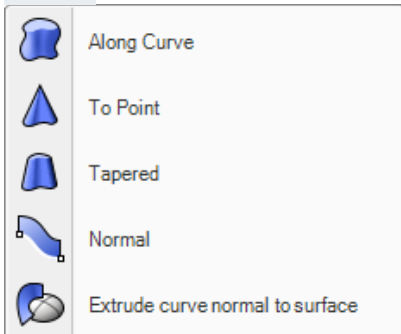 Along Curve
To Point
Tapered
Normal
Extrude curve normal to surface